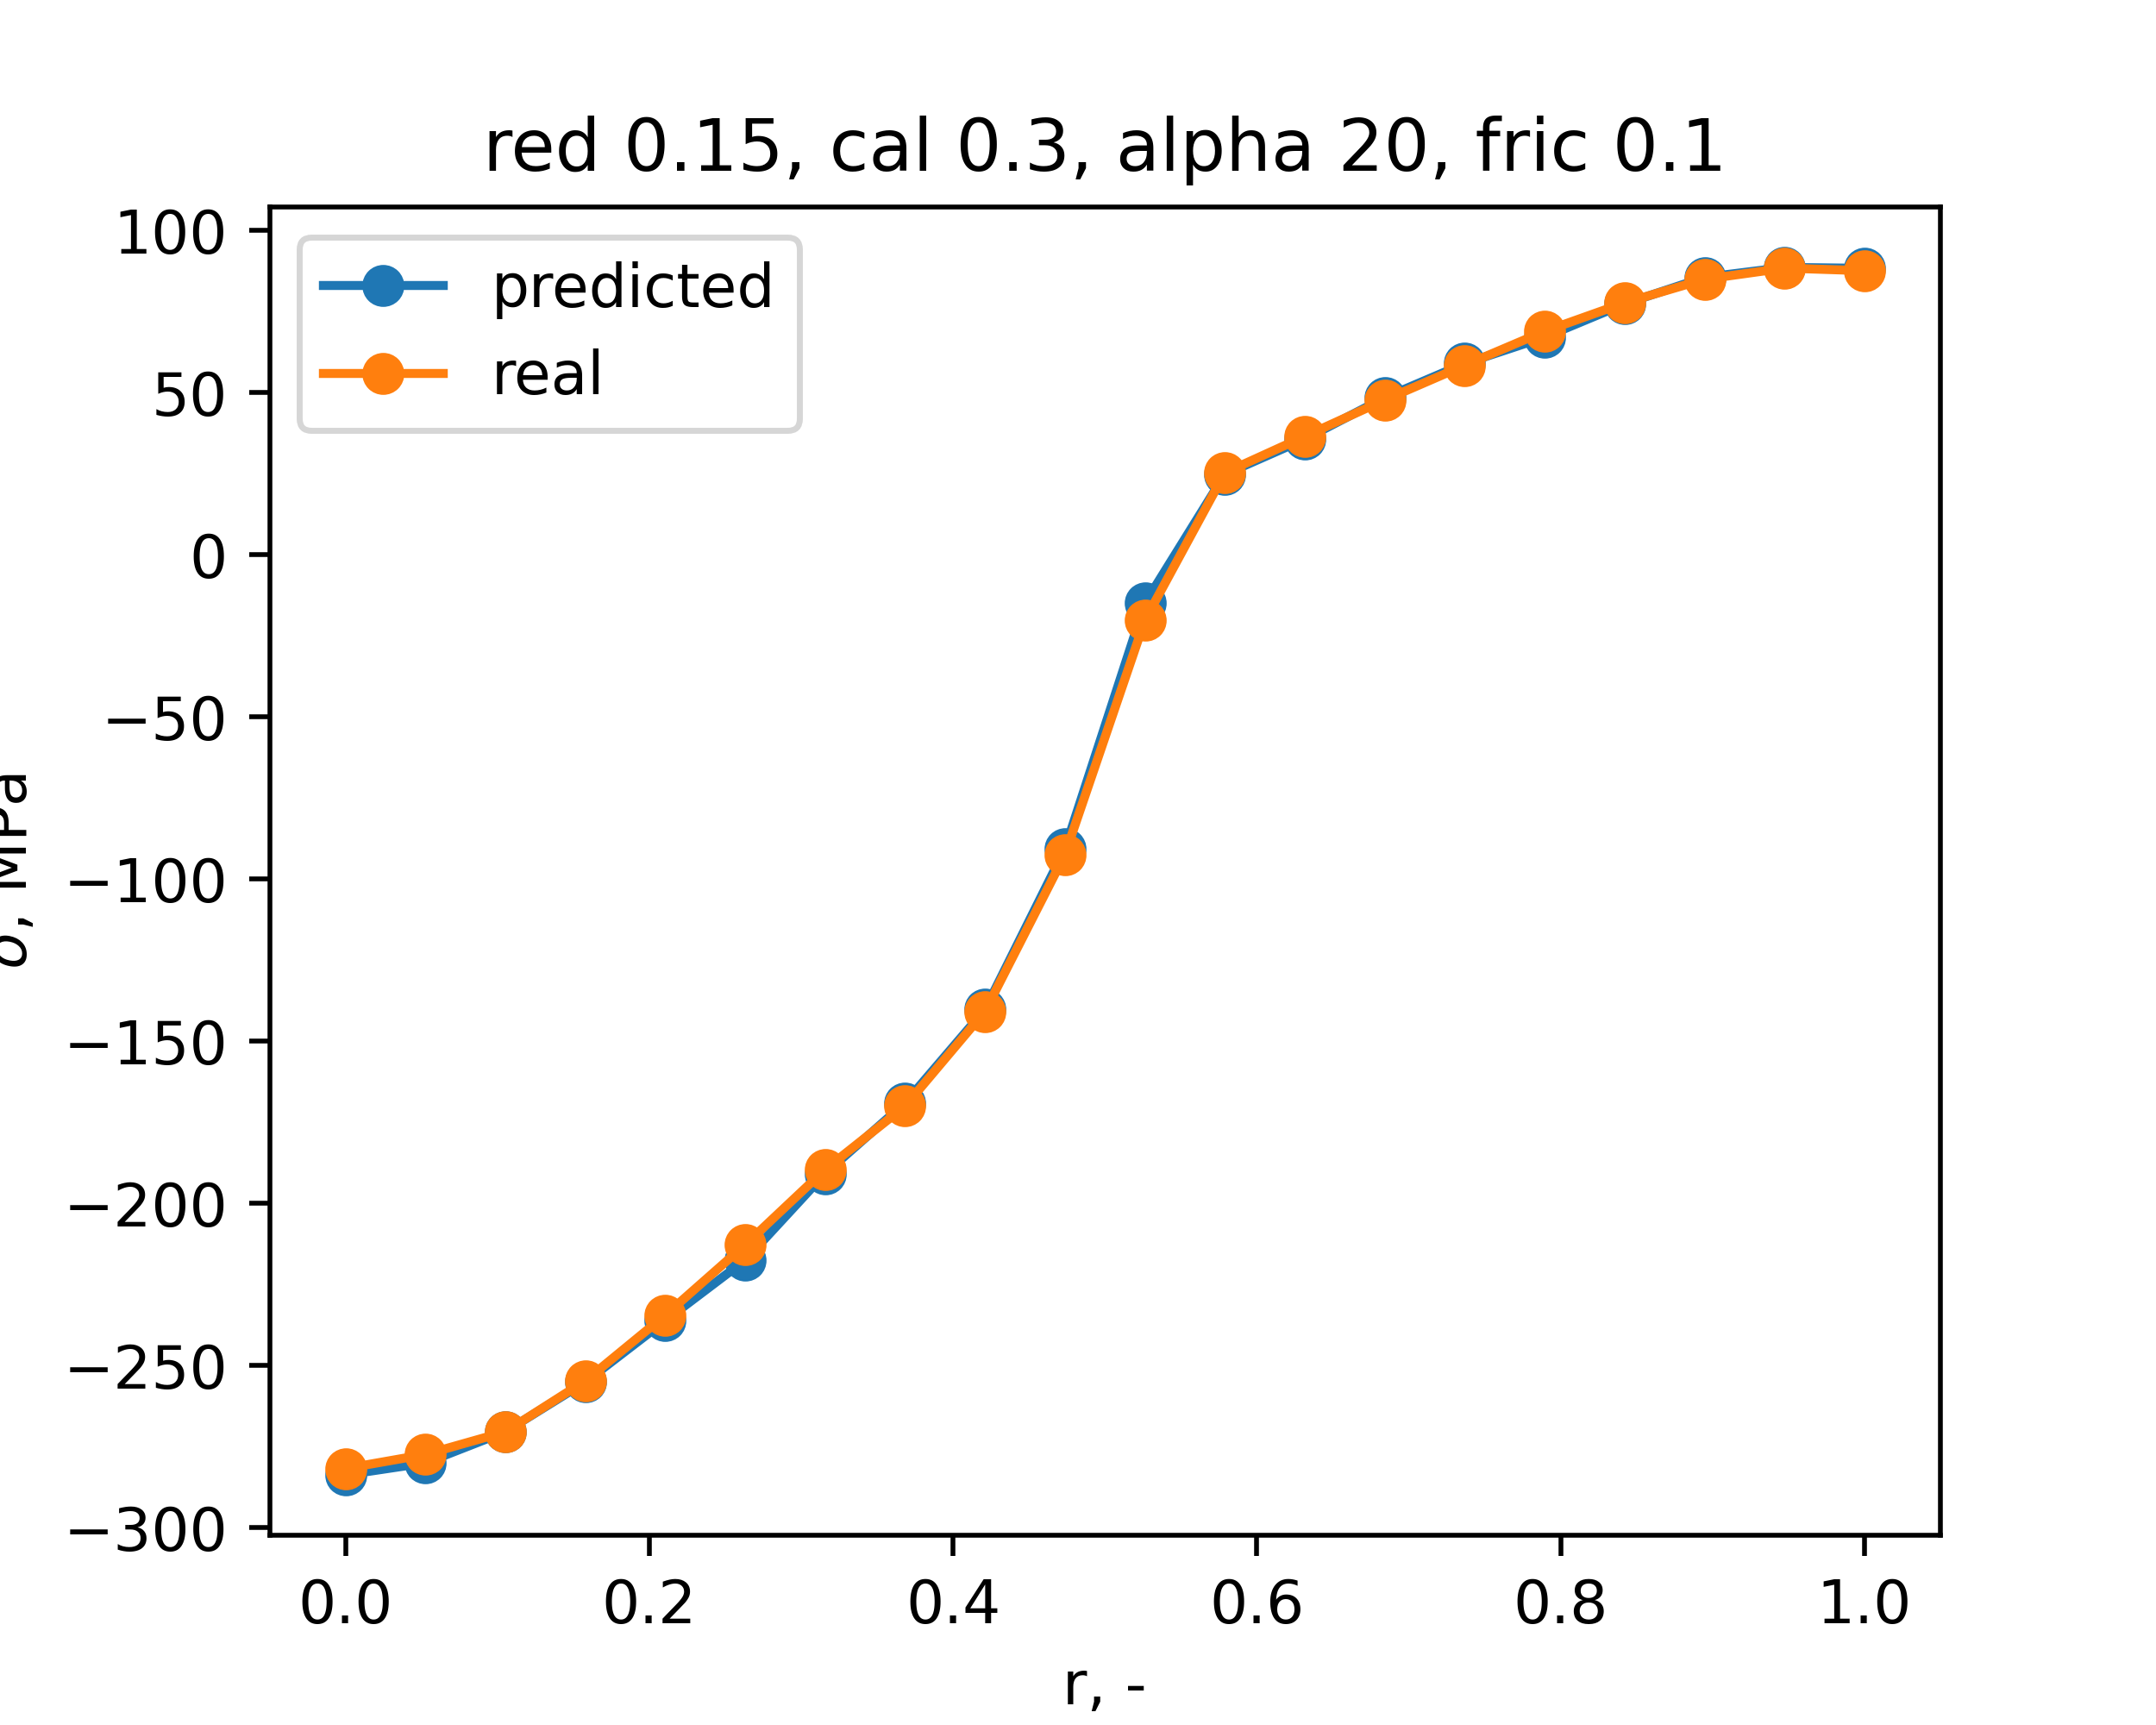 red 0.15, cal 0.3, alpha 20, fric 0.1
100
50
0
−50
−100
−150
−200
−250
−300
predicted
real
σ, MPa
0.0 0.2 0.4 0.6 0.8 1.0
r, -